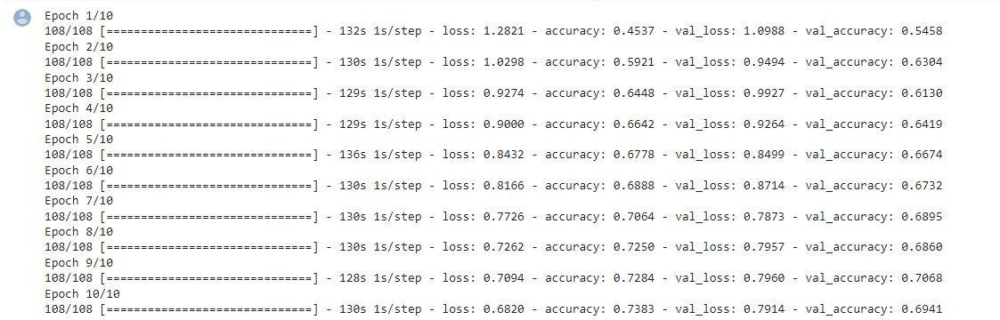 Epoch 1/10
108/108 [==============================] - 132s 1s/step - loss: 1.2821 - accuracy: 0.4537 - val_loss: 1.0988 - val_accuracy: 0.5458
Epoch 2/10
108/108 [==============================] - 130s 1s/step - loss: 1.0298 - accuracy: 0.5921 - val_loss: 0.9494 - val_accuracy: 0.6304
Epoch 3/10
108/108 [==============================] - 129s 1s/step - loss: 0.9274 - accuracy: 0.6448 - val_loss: 0.9927 - val_accuracy: 0.6130
Epoch 4/10
108/108 [==============================] - 129s 1s/step - loss: 0.9000 - accuracy: 0.6642 - val_loss: 0.9264 - val_accuracy: 0.6419
Epoch 5/10
108/108 [==============================] - 136s 1s/step - loss: 0.8432 - accuracy: 0.6778 - val_loss: 0.8499 - val_accuracy: 0.6674
Epoch 6/10
108/108 [==============================] - 130s 1s/step - loss: 0.8166 - accuracy: 0.6888 - val_loss: 0.8714 - val_accuracy: 0.6732
Epoch 7/10
108/108 [==============================] - 130s 1s/step - loss: 0.7726 - accuracy: 0.7064 - val_loss: 0.7873 - val_accuracy: 0.6895
Epoch 8/10
108/108 [==============================] - 130s 1s/step - loss: 0.7262 - accuracy: 0.7250 - val_loss: 0.7957 - val_accuracy: 0.6860
Epoch 9/10
108/108 [==============================] - 128s 1s/step - loss: 0.7094 - accuracy: 0.7284 - val_loss: 0.7960 - val_accuracy: 0.7068
Epoch 10/10
108/108 [==============================] - 130s 1s/step - loss: 0.6820 - accuracy: 0.7383 - val_loss: 0.7914 - val_accuracy: 0.6941